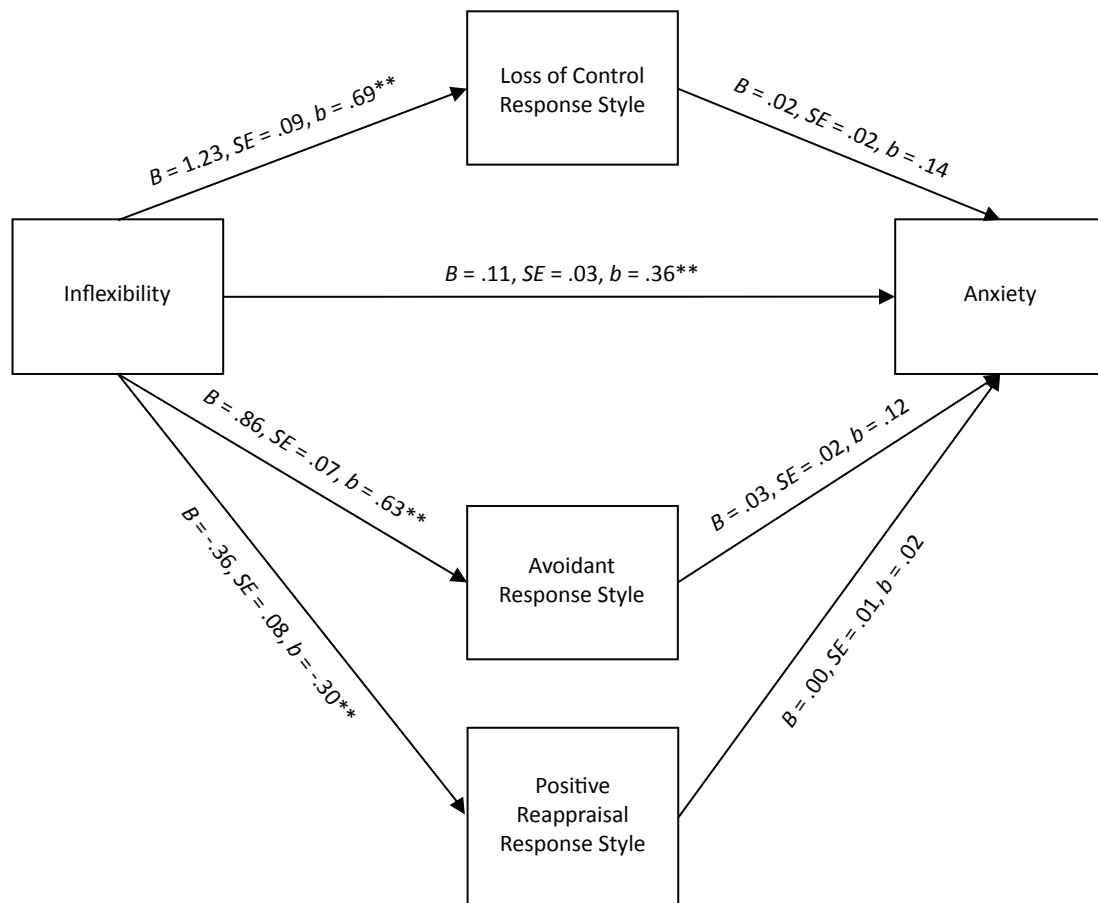 Loss of Control
Response Style
B = 1.23, SE = .09, b = .69**
B = .02, SE = .02, b = .14
Inflexibility
B = .11, SE = .03, b = .36**
Anxiety
B = .86, SE = .07, b = .63**
B = .03, SE = .02, b = .12
Avoidant
Response Style
B = -.36, SE = .08, b = -.30**
B = .00, SE = .01, b = .02
Positive
Reappraisal
Response Style